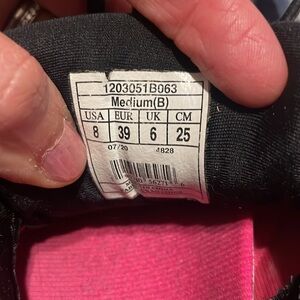 1203051B063
Medium(B)
USA EUR UK CM
8 39 6 25
07/20 4828